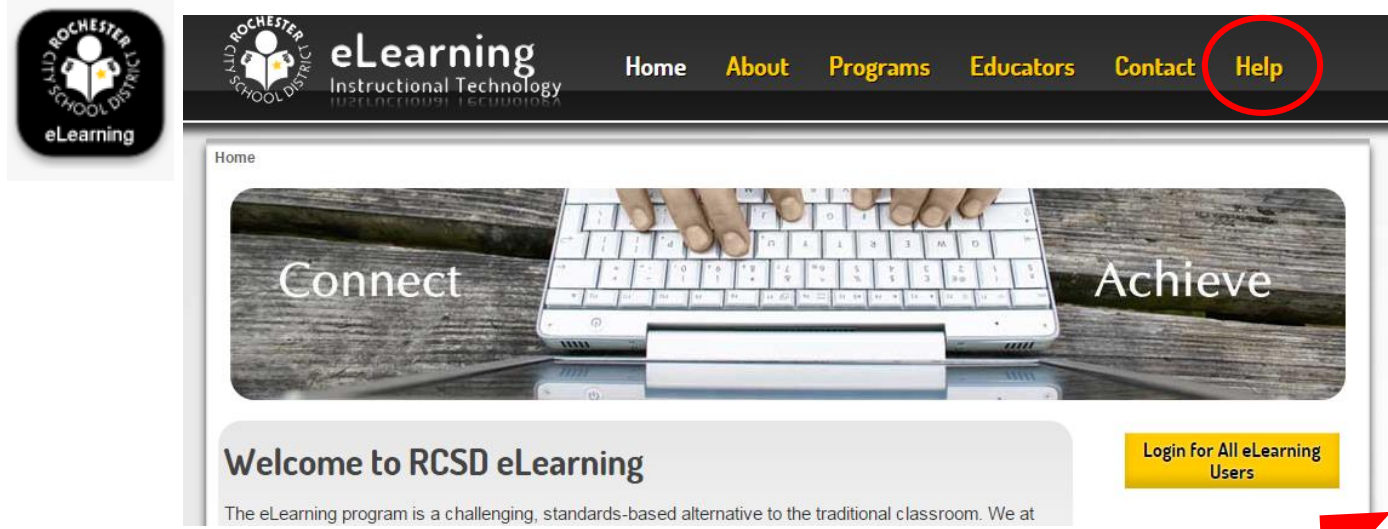 ROCHESTER CITY SCHOOL DISTRICT
eLearning
ROCHESTER CITY SCHOOL DISTRICT
eLearning
Instructional Technology
Home About Programs Educators Contact Help
Home
Connect
Achieve
Welcome to RCSD eLearning
Login for All eLearning
Users
The eLearning program is a challenging, standards-based alternative to the traditional classroom. We at